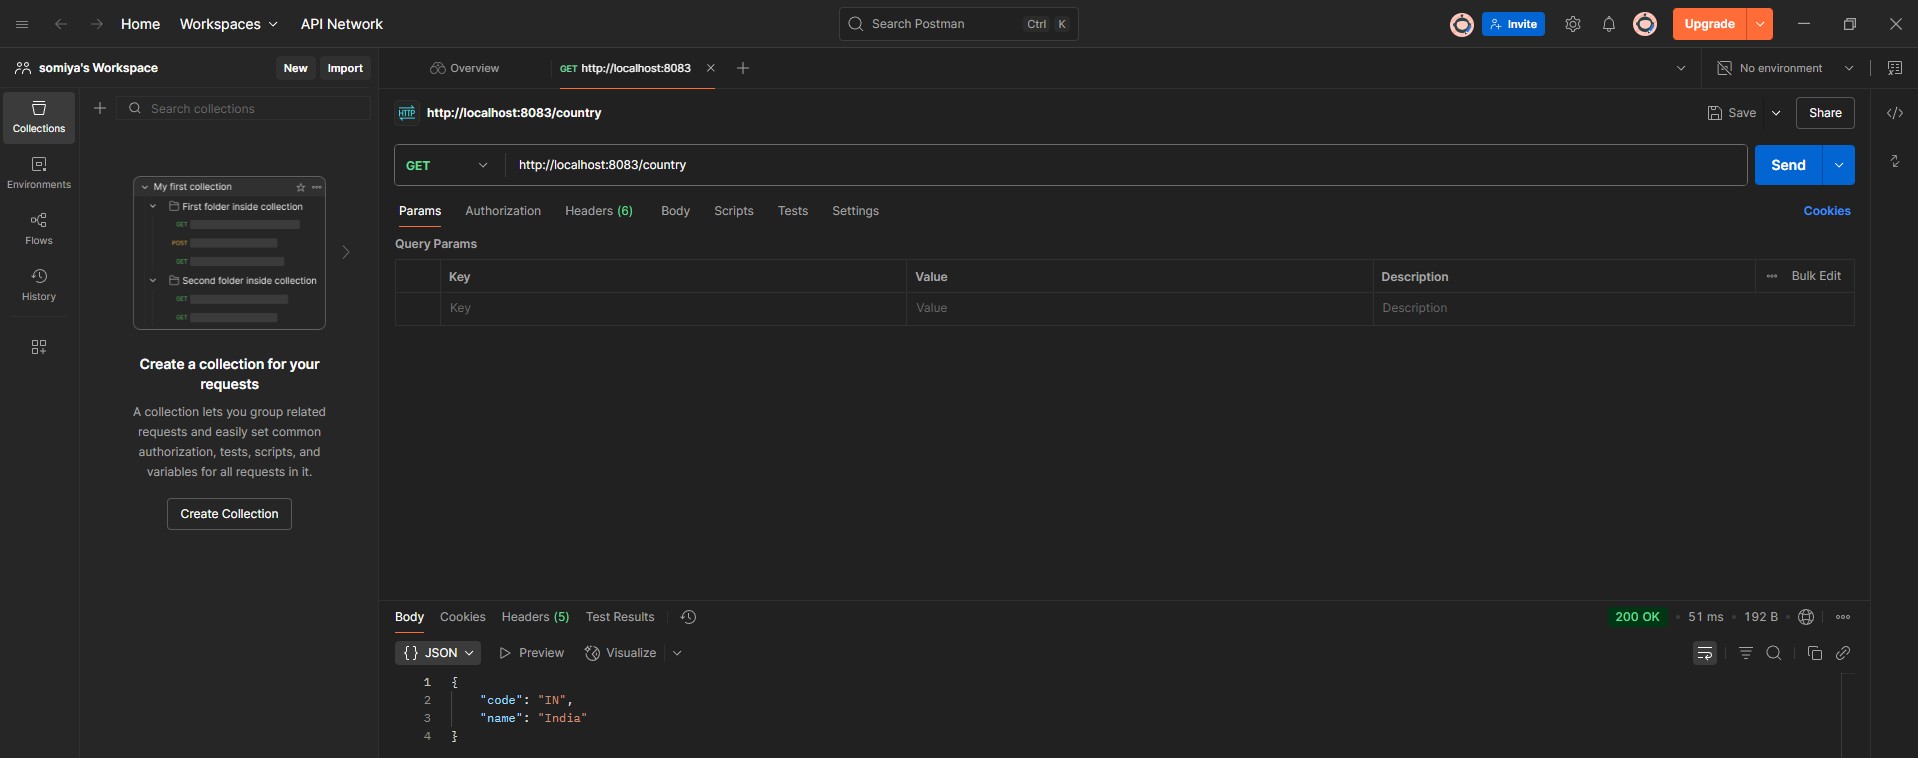 Home Workspaces API Network
Search Postman Ctrl K
Invite Upgrade
somiya's Workspace New Import
Overview GET http://localhost:8083 No environment
Search collections
Collections
Environments
Flows
History
My first collection
First folder inside collection
GET
POST
GET
Second folder inside collection
GET
GET
Create a collection for your
requests
A collection lets you group related
requests and easily set common
authorization, tests, scripts, and
variables for all requests in it.
Create Collection
HTTP http://localhost:8083/country Save Share
GET http://localhost:8083/country Send
Params Authorization Headers (6) Body Scripts Tests Settings Cookies
Query Params
Key Value Description Bulk Edit
Key Value Description
Body Cookies Headers (5) Test Results 200 OK • 51 ms • 192 B •
{} JSON Preview Visualize
1 {
2 "code": "IN",
3 "name": "India"
4 }